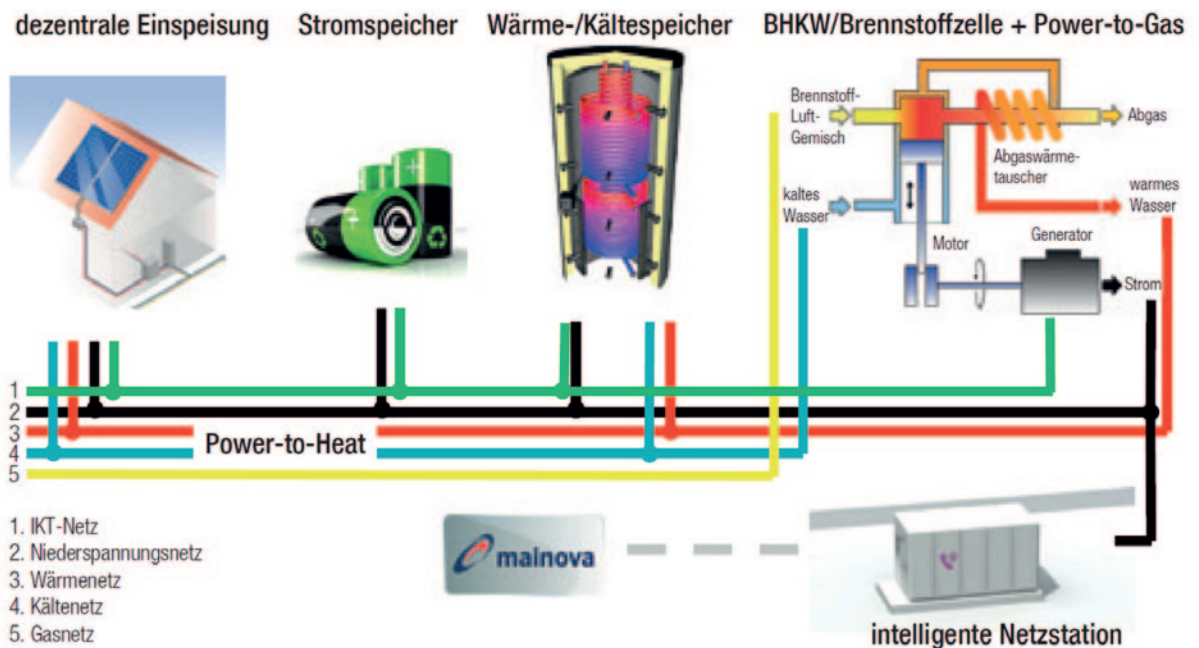 dezentrale Einspeisung
Stromspeicher
Wärme-/Kältespeicher
BHKW/Brennstoffzelle + Power-to-Gas
Brennstoff-
Luft-
Gemisch
Abgas
Abgaswärme-
tauscher
kaltes
Wasser
warmes
Wasser
Motor
Generator
Strom
1
2
3
4
5
Power-to-Heat
1. IKT-Netz
2. Niederspannungsnetz
3. Wärmenetz
4. Kältenetz
5. Gasnetz
mainova
intelligente Netzstation